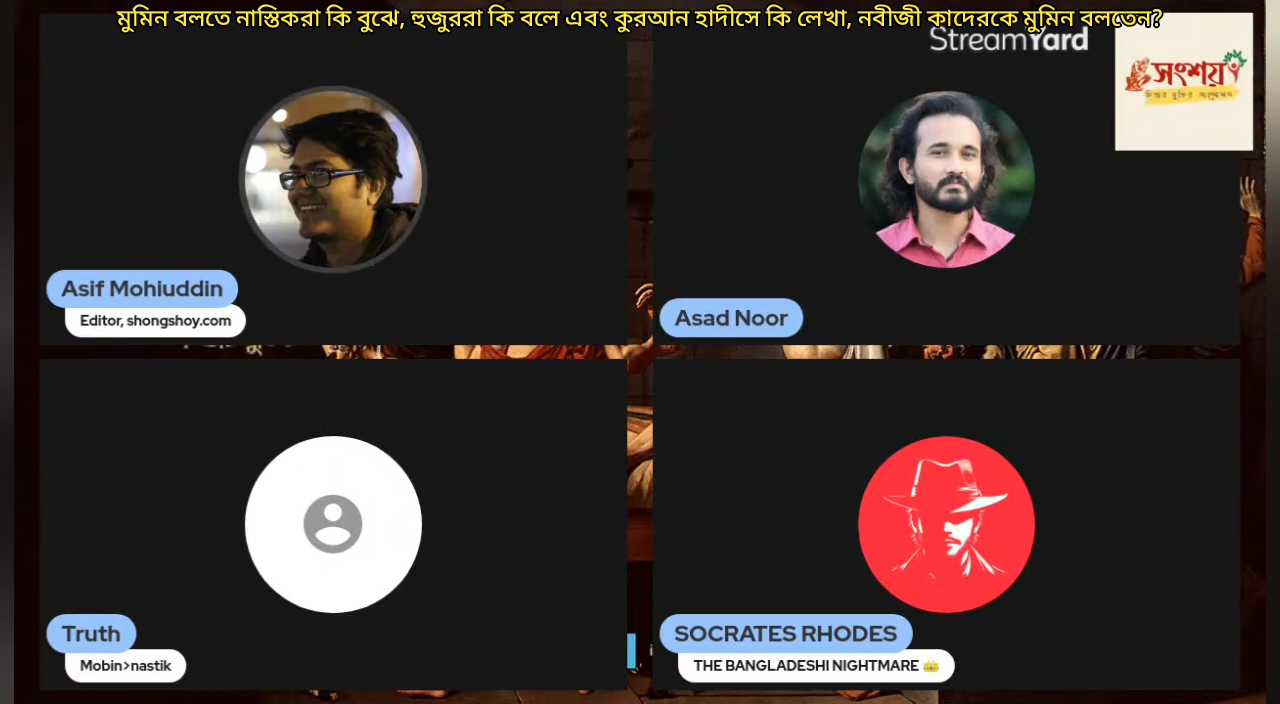 মুমিন বলতে নাস্তিকরা কি বুঝে, হুজুররা কি বলে এবং কুরআন হাদীসে কি লেখা, নবীজী কাদেরকে মুমিন বলতেন?
StreamYard
সংশয়
Asif Mohiuddin
Editor, shongshoy.com
Asad Noor
Truth
Mobin>nastik
SOCRATES RHODES
THE BANGLADESHI NIGHTMARE 👑